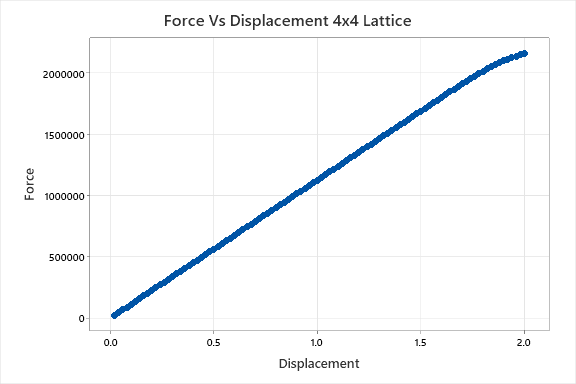 Force Vs Displacement 4x4 Lattice
Force
2000000
1500000
1000000
500000
0
0.0 0.5 1.0 1.5 2.0
Displacement